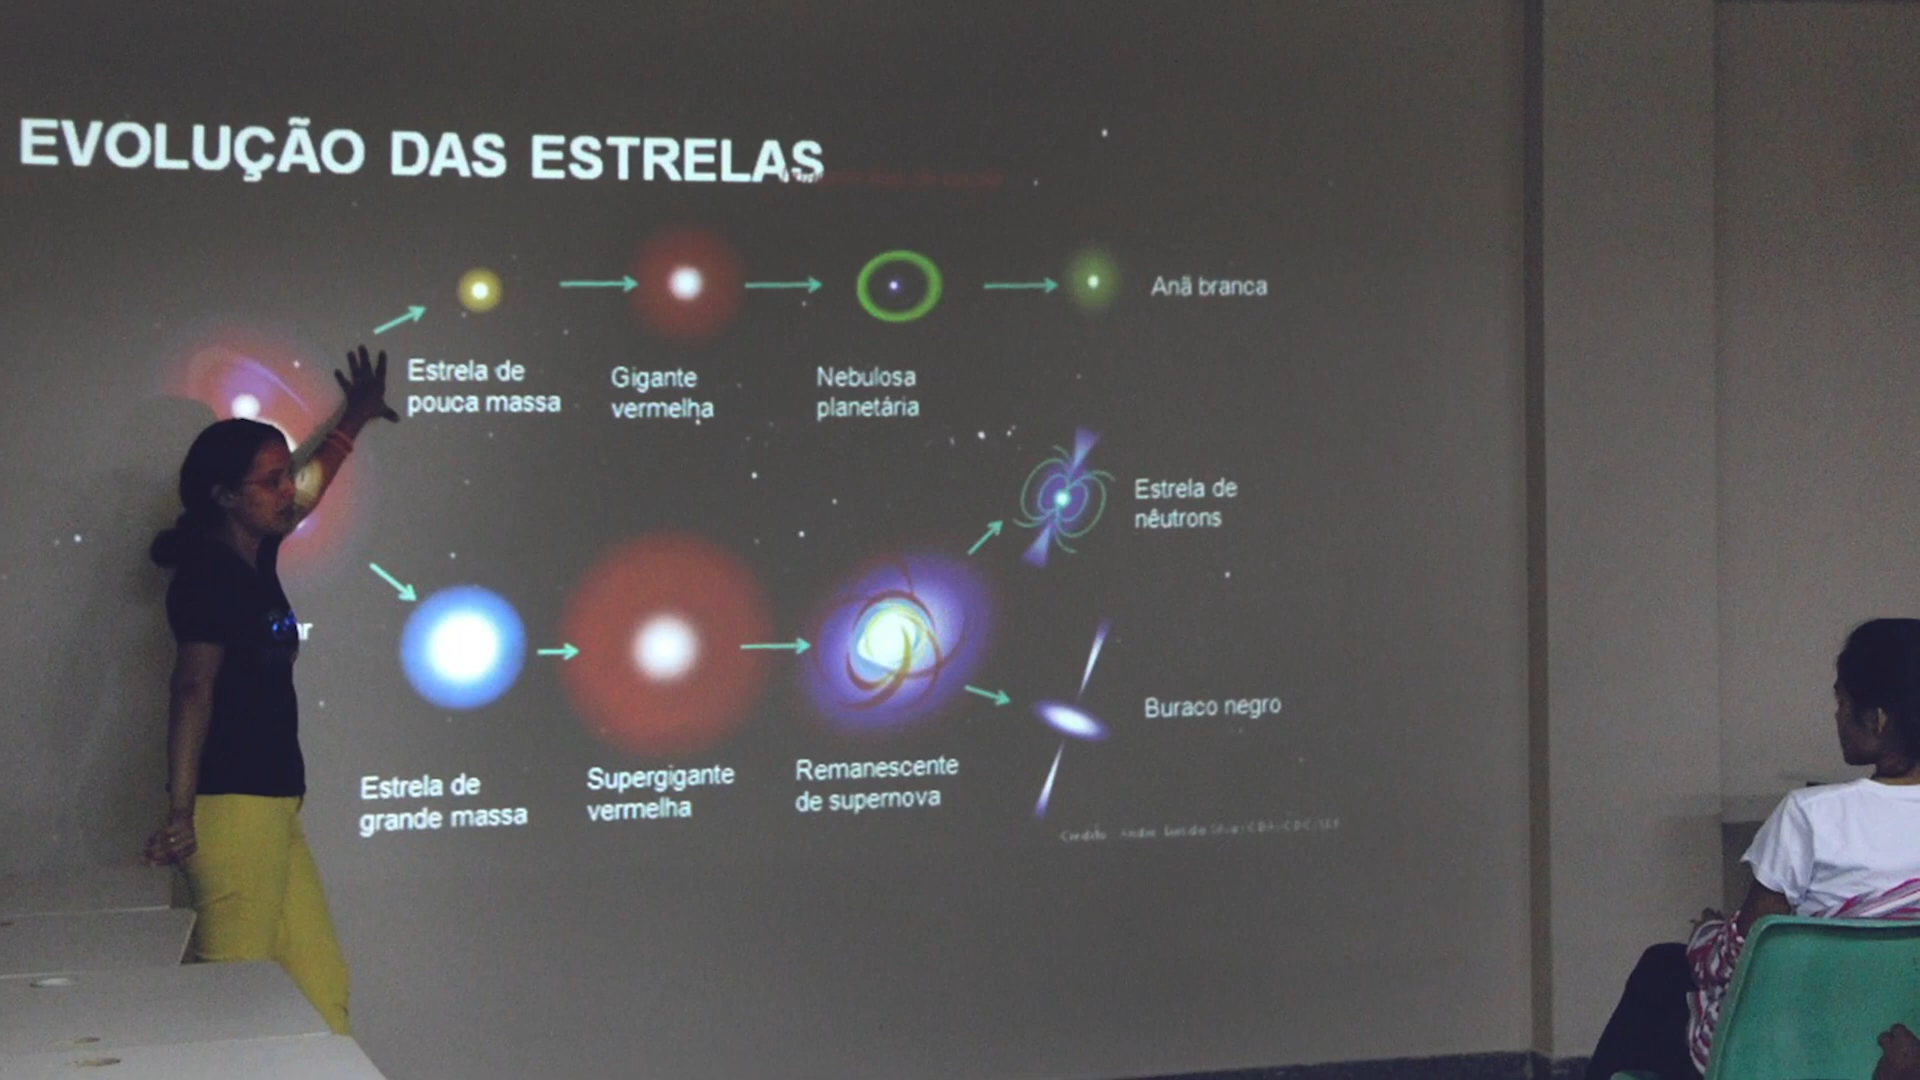 EVOLUÇÃO DAS ESTRELAS
Anã branca
Estrela de
pouca massa
Gigante
vermelha
Nebulosa
planetária
Estrela de
nêutrons
Buraco negro
Estrela de
grande massa
Supergigante
vermelha
Remanescente
de supernova